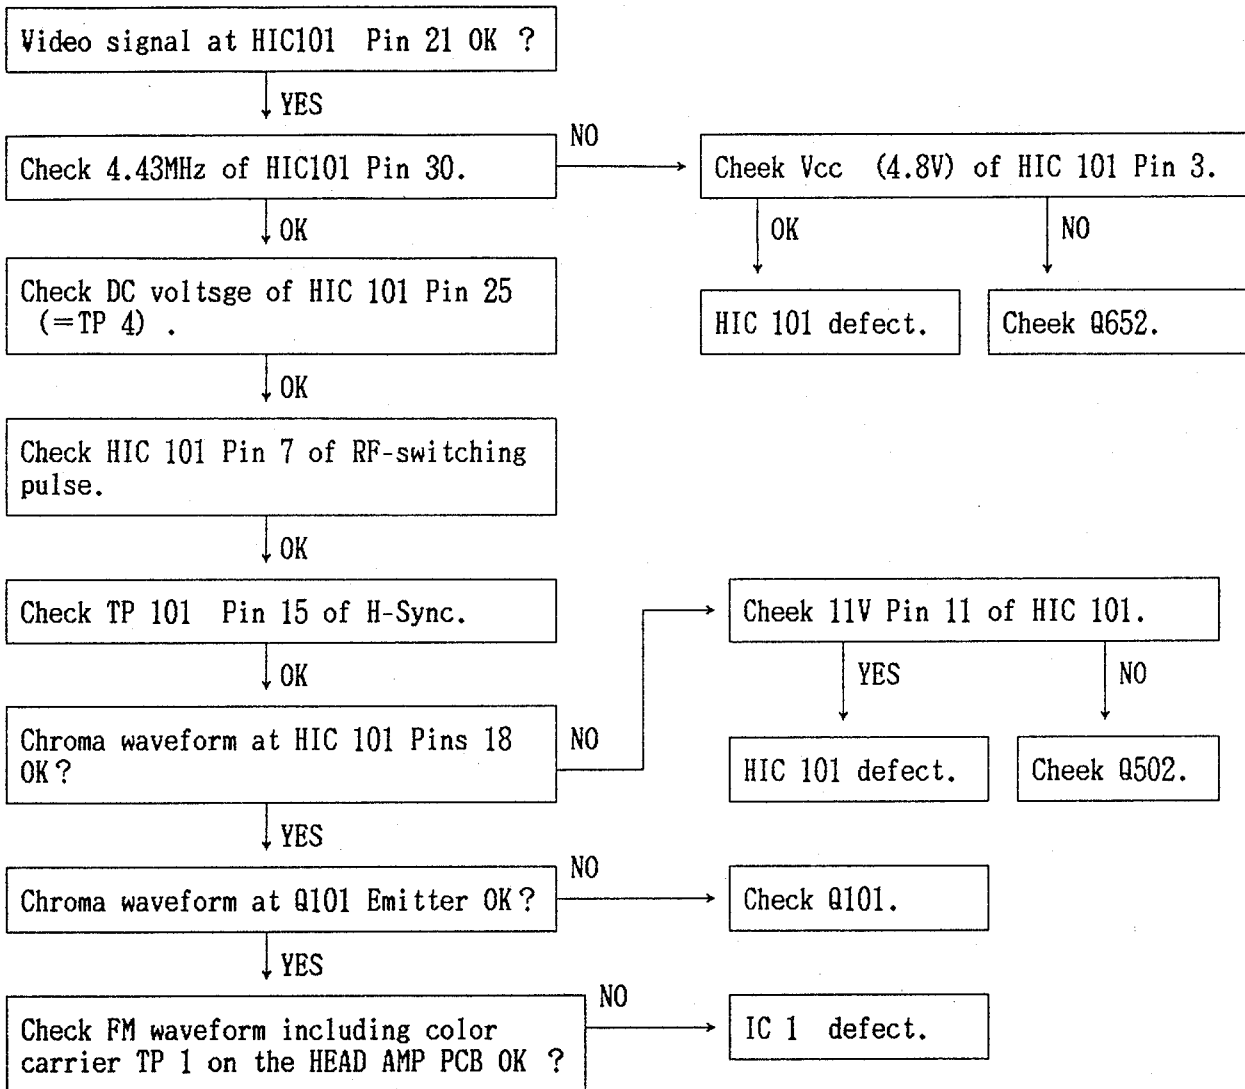 Video signal at HIC101 Pin 21 OK ?
YES
Check 4.43MHz of HIC101 Pin 30.
NO
Cheek Vcc (4.8V) of HIC 101 Pin 3.
OK
OK
NO
Check DC voltsge of HIC 101 Pin 25
(=TP 4) .
HIC 101 defect.
Cheek Q652.
OK
Check HIC 101 Pin 7 of RF-switching
pulse.
OK
Check TP 101 Pin 15 of H-Sync.
Cheek 11V Pin 11 of HIC 101.
OK
YES
NO
Chroma waveform at HIC 101 Pins 18
OK?
NO
HIC 101 defect.
Cheek Q502.
YES
Chroma waveform at Q101 Emitter OK?
NO
Check Q101.
YES
Check FM waveform including color
carrier TP 1 on the HEAD AMP PCB OK ?
NO
IC 1 defect.